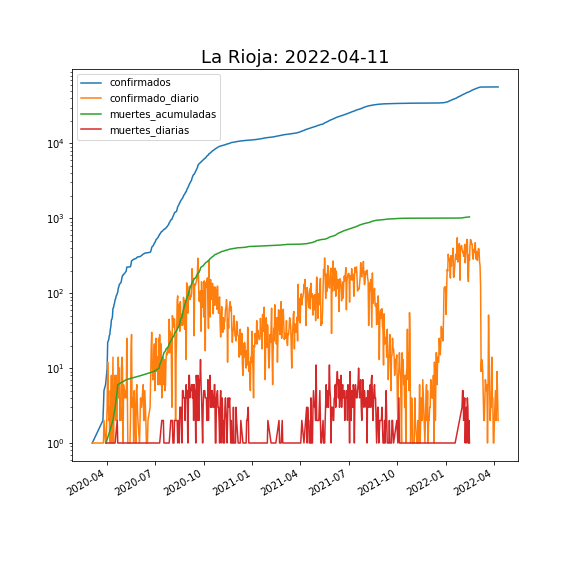 La Rioja: 2022-04-11
confirmados
confirmado_diario
muertes_acumuladas
muertes_diarias
10⁴
10³
10²
10¹
10⁰
2020-04
2020-07
2020-10
2021-01
2021-04
2021-07
2021-10
2022-01
2022-04